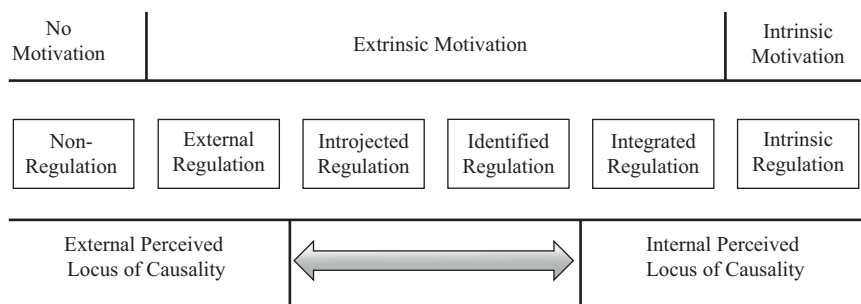 No
Motivation
Extrinsic Motivation
Intrinsic
Motivation
Non-
Regulation
External
Regulation
Introjected
Regulation
Identified
Regulation
Integrated
Regulation
Intrinsic
Regulation
External Perceived
Locus of Causality
Internal Perceived
Locus of Causality